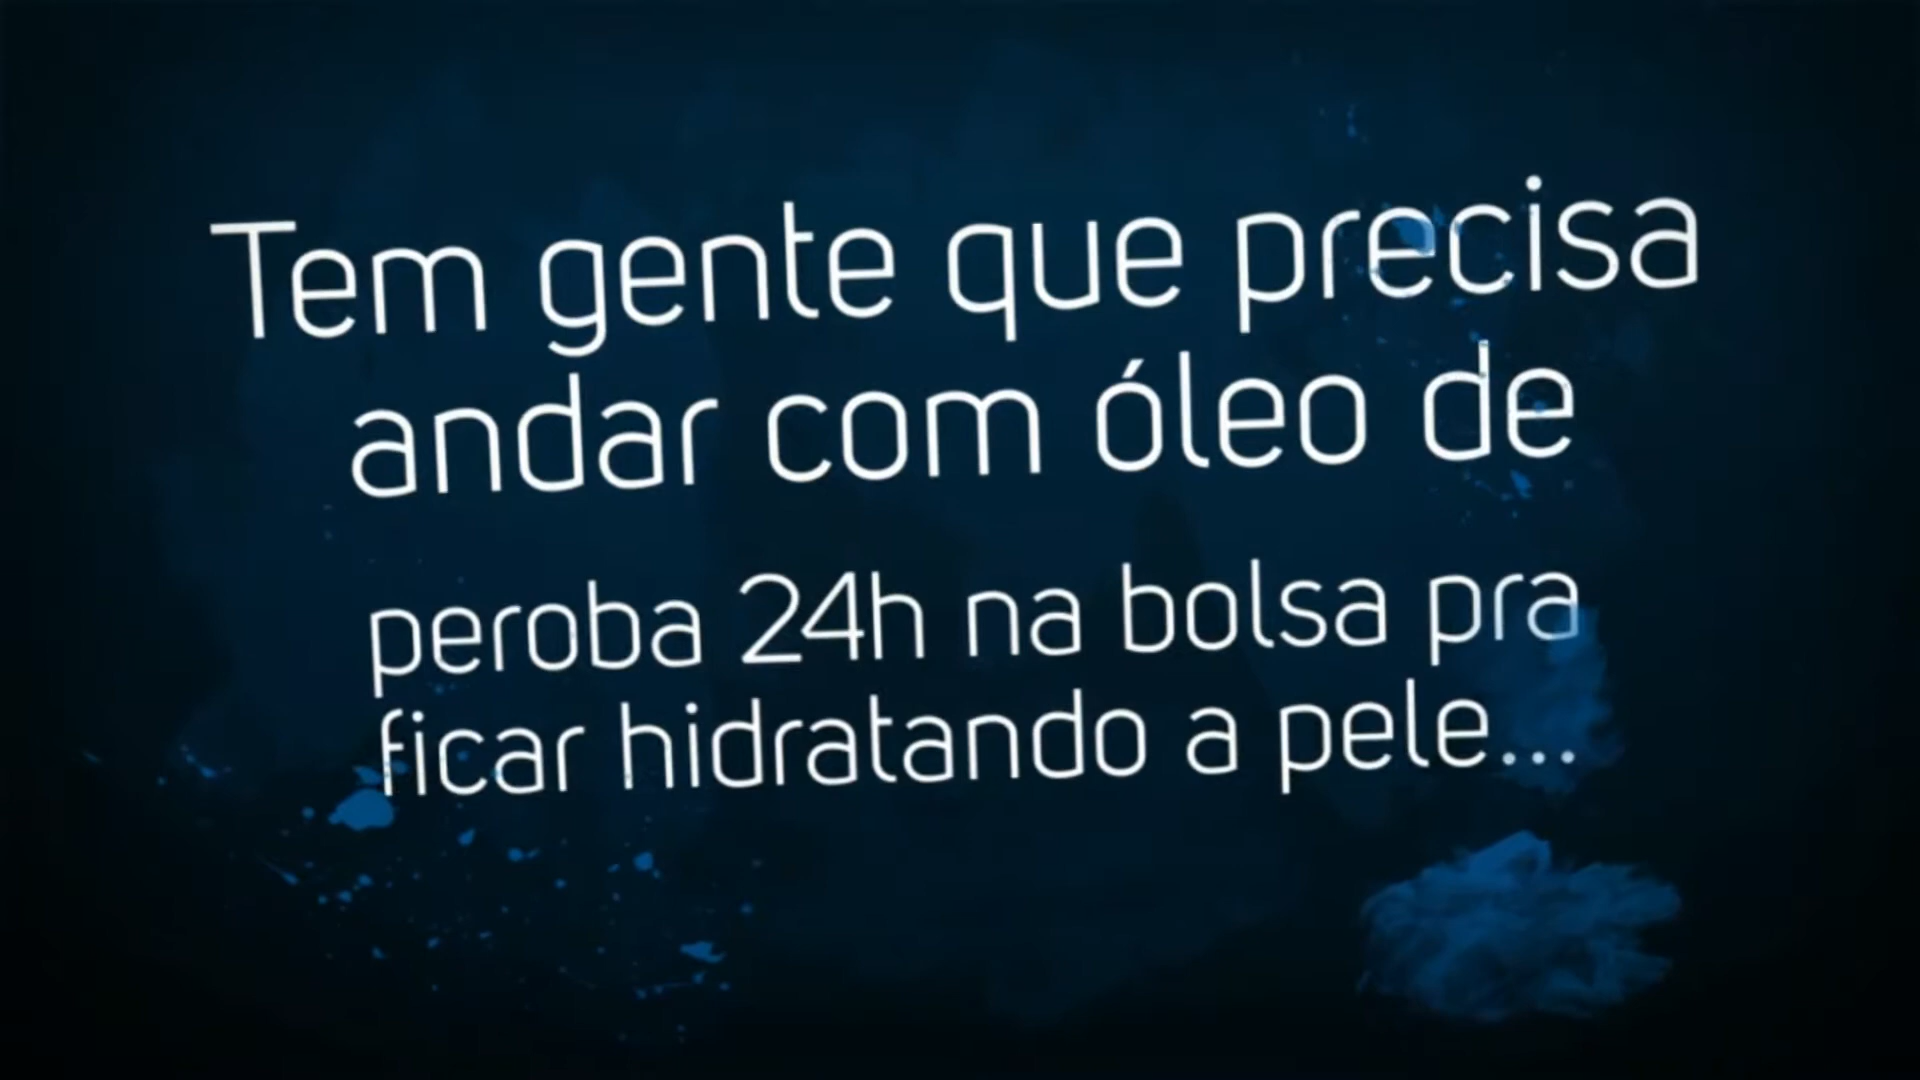 Tem gente que precisa
andar com óleo de
peroba 24h na bolsa pra
ficar hidratando a pele...